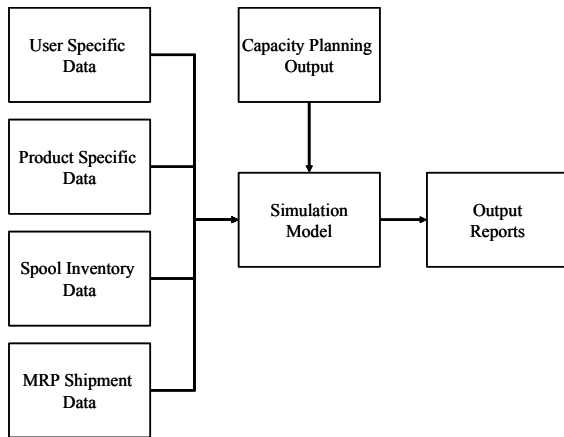 User Specific
Data
Capacity Planning
Output
Product Specific
Data
Simulation
Model
Output
Reports
Spool Inventory
Data
MRP Shipment
Data